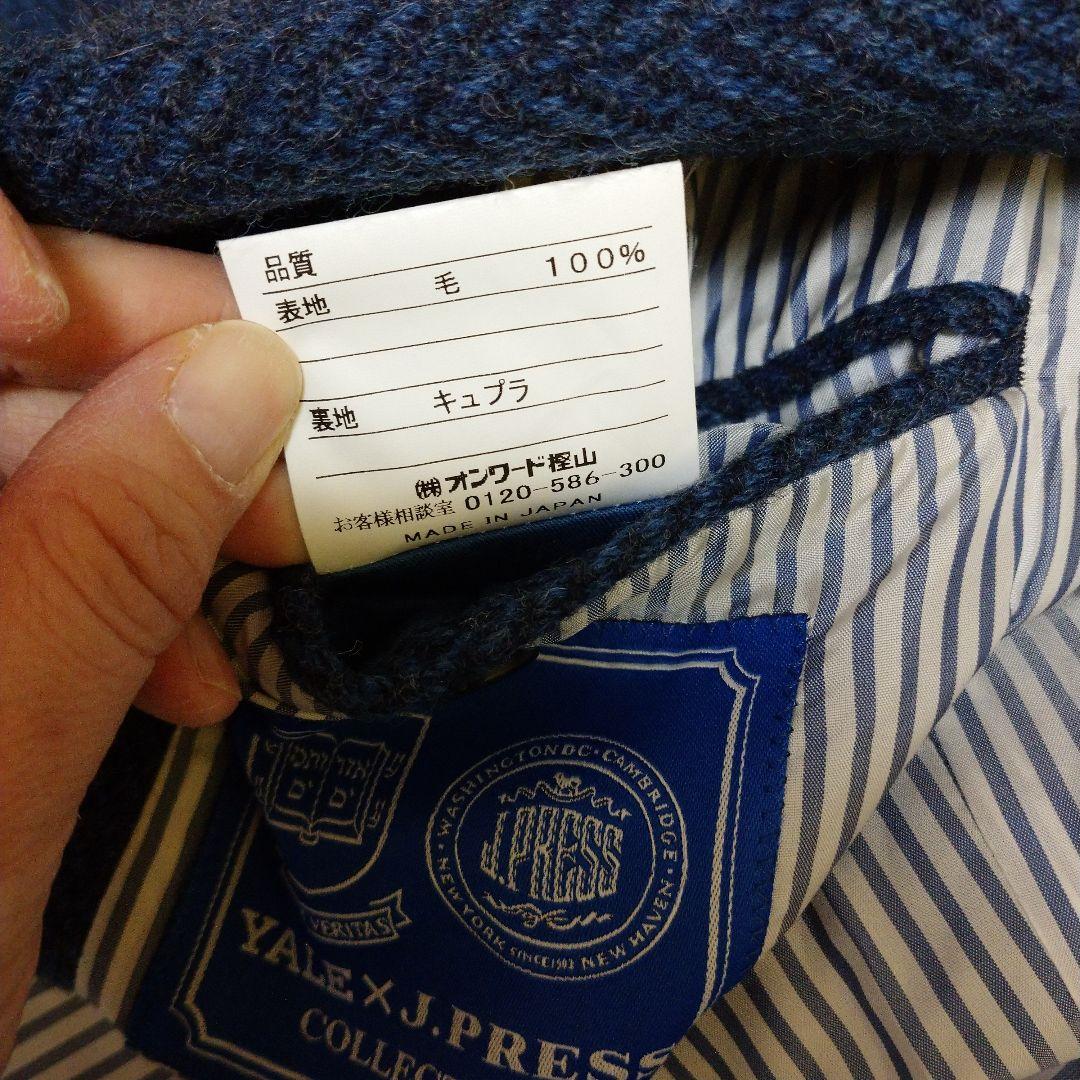 品質
表地 毛 100%
裏地 キュプラ
㈱オンワード樫山
お客様相談室 0120-586-300
MADE IN JAPAN
VERITAS
WASHINGTON DC・CAMBRIDGE・NEW HAVEN
NEW YORK
J.PRESS
SINCE 1902
YALE × J.PRESS